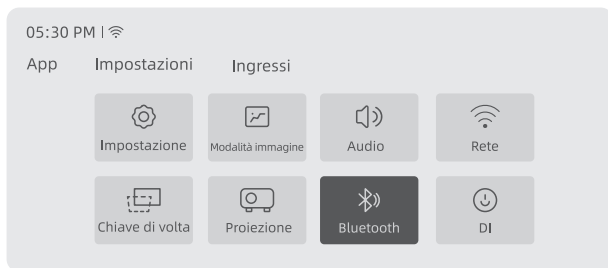 05:30 PM |
App Impostazioni Ingressi
Impostazione Modalità immagine Audio Rete
Chiave di volta Proiezione Bluetooth DI